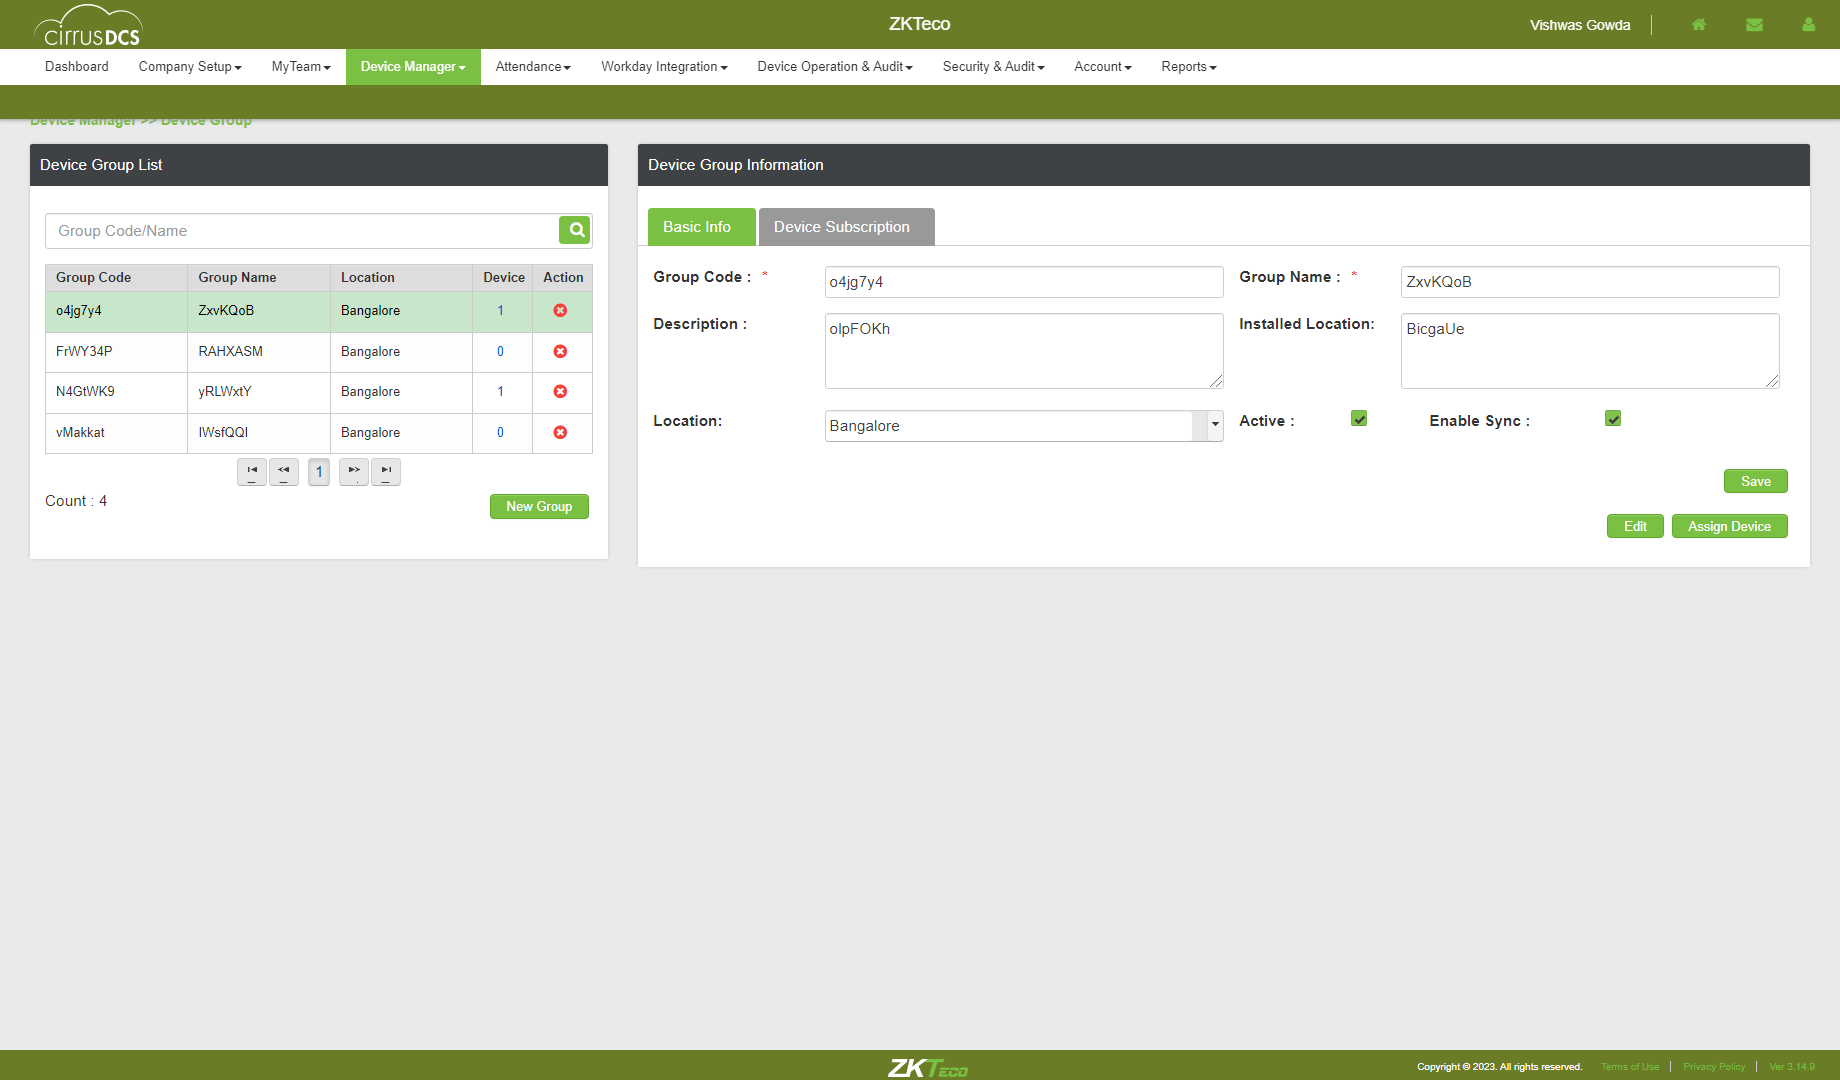 cirrusDCS
ZKTeco
Vishwas Gowda
Dashboard Company Setup MyTeam Device Manager Attendance Workday Integration Device Operation & Audit Security & Audit Account Reports
Device Manager >> Device Group
Device Group List
Group Code/Name
Group Code Group Name Location Device Action
o4jg7y4 ZxvKQoB Bangalore 1
FrWY34P RAHXASM Bangalore 0
N4GtWK9 yRLWxtY Bangalore 1
vMakkat IWsfQQI Bangalore 0
1
Count : 4
New Group
Device Group Information
Basic Info Device Subscription
Group Code : * o4jg7y4 Group Name : * ZxvKQoB
Description : olpFOKh Installed Location: BicgaUe
Location: Bangalore Active : Enable Sync :
Save
Edit Assign Device
ZKTeco
Copyright © 2023. All rights reserved. Terms of Use | Privacy Policy | Ver 3.14.9